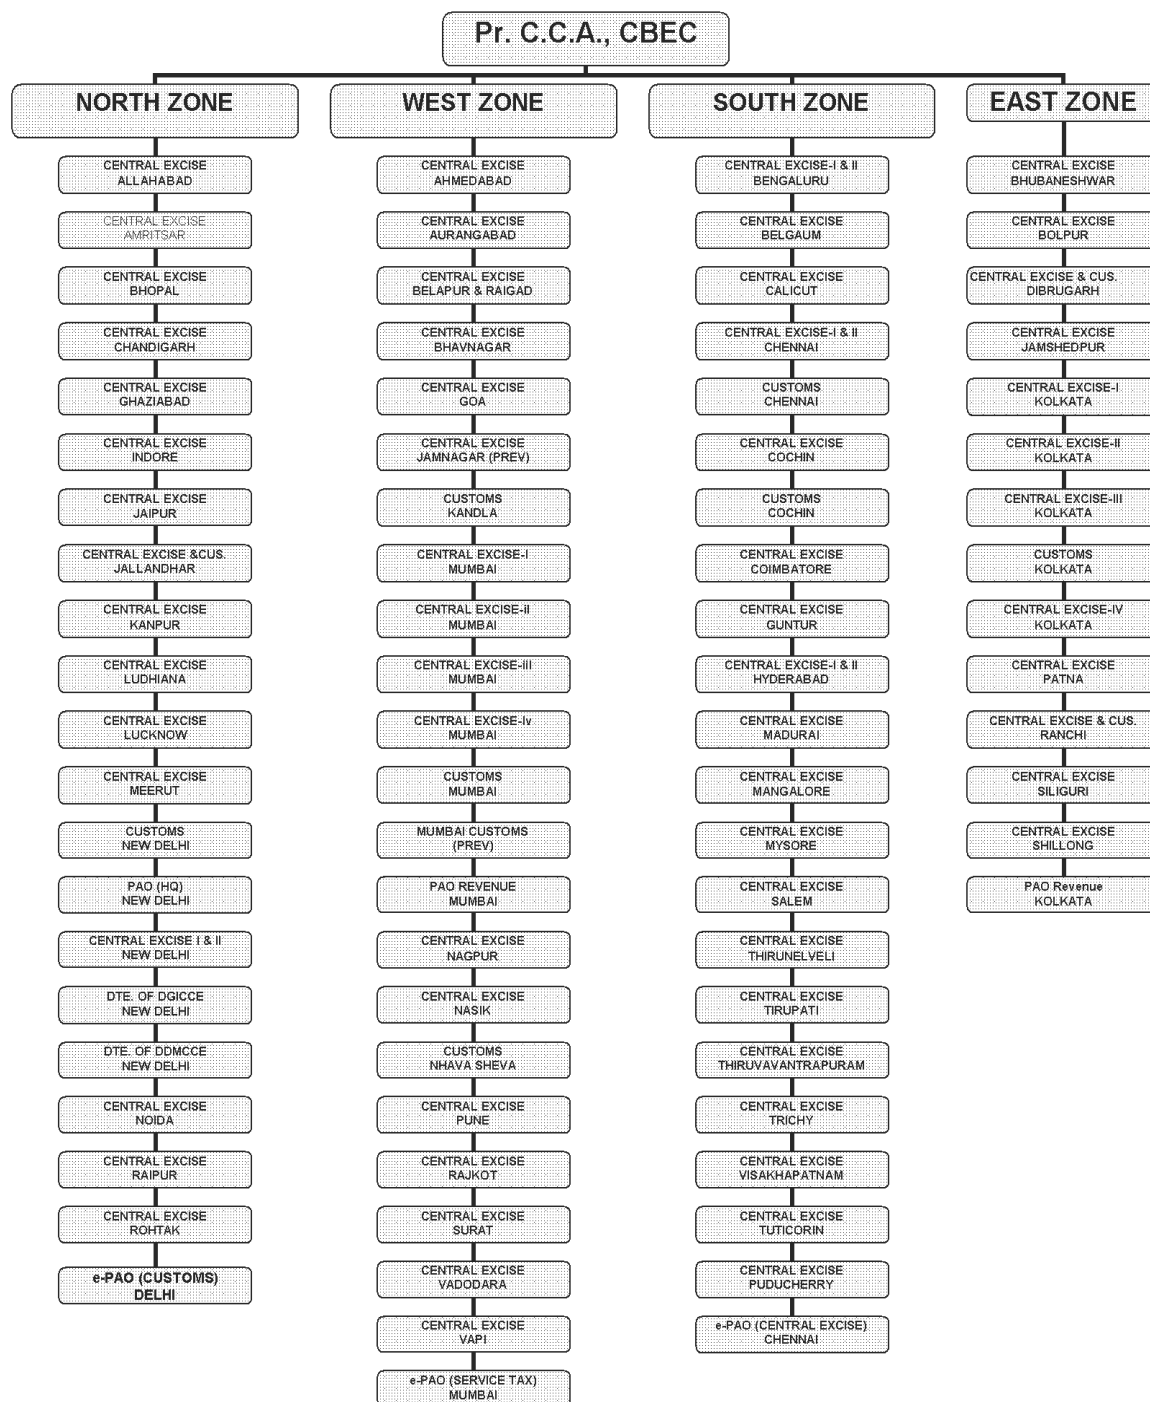 Pr. C.C.A., CBEC
NORTH ZONE
CENTRAL EXCISE
ALLAHABAD
CENTRAL EXCISE
AMRITSAR
CENTRAL EXCISE
BHOPAL
CENTRAL EXCISE
CHANDIGARH
CENTRAL EXCISE
GHAZIABAD
CENTRAL EXCISE
INDORE
CENTRAL EXCISE
JAIPUR
CENTRAL EXCISE &CUS.
JALLANDHAR
CENTRAL EXCISE
KANPUR
CENTRAL EXCISE
LUDHIANA
CENTRAL EXCISE
LUCKNOW
CENTRAL EXCISE
MEERUT
CUSTOMS
NEW DELHI
PAO (HQ)
NEW DELHI
CENTRAL EXCISE I & II
NEW DELHI
DTE. OF DGICCE
NEW DELHI
DTE. OF DDMCCE
NEW DELHI
CENTRAL EXCISE
NOIDA
CENTRAL EXCISE
RAIPUR
CENTRAL EXCISE
ROHTAK
e-PAO (CUSTOMS)
DELHI
WEST ZONE
CENTRAL EXCISE
AHMEDABAD
CENTRAL EXCISE
AURANGABAD
CENTRAL EXCISE
BELAPUR & RAIGAD
CENTRAL EXCISE
BHAVNAGAR
CENTRAL EXCISE
GOA
CENTRAL EXCISE
JAMNAGAR (PREV)
CUSTOMS
KANDLA
CENTRAL EXCISE-I
MUMBAI
CENTRAL EXCISE-II
MUMBAI
CENTRAL EXCISE-iii
MUMBAI
CENTRAL EXCISE-Iv
MUMBAI
CUSTOMS
MUMBAI
MUMBAI CUSTOMS
(PREV)
PAO REVENUE
MUMBAI
CENTRAL EXCISE
NAGPUR
CENTRAL EXCISE
NASIK
CUSTOMS
NHAVA SHEVA
CENTRAL EXCISE
PUNE
CENTRAL EXCISE
RAJKOT
CENTRAL EXCISE
SURAT
CENTRAL EXCISE
VADODARA
CENTRAL EXCISE
VAPI
e-PAO (SERVICE TAX)
MUMBAI
SOUTH ZONE
CENTRAL EXCISE-I & II
BENGALURU
CENTRAL EXCISE
BELGAUM
CENTRAL EXCISE
CALICUT
CENTRAL EXCISE-I & II
CHENNAI
CUSTOMS
CHENNAI
CENTRAL EXCISE
COCHIN
CUSTOMS
COCHIN
CENTRAL EXCISE
COIMBATORE
CENTRAL EXCISE
GUNTUR
CENTRAL EXCISE-I & II
HYDERABAD
CENTRAL EXCISE
MADURAI
CENTRAL EXCISE
MANGALORE
CENTRAL EXCISE
MYSORE
CENTRAL EXCISE
SALEM
CENTRAL EXCISE
THIRUNELVELI
CENTRAL EXCISE
TIRUPATI
CENTRAL EXCISE
THIRUVAVANTRAPURAM
CENTRAL EXCISE
TRICHY
CENTRAL EXCISE
VISAKHAPATNAM
CENTRAL EXCISE
TUTICORIN
CENTRAL EXCISE
PUDUCHERRY
e-PAO (CENTRAL EXCISE)
CHENNAI
EAST ZONE
CENTRAL EXCISE
BHUBANESHWAR
CENTRAL EXCISE
BOLPUR
CENTRAL EXCISE & CUS.
DIBRUGARH
CENTRAL EXCISE
JAMSHEDPUR
CENTRAL EXCISE-I
KOLKATA
CENTRAL EXCISE-II
KOLKATA
CENTRAL EXCISE-III
KOLKATA
CUSTOMS
KOLKATA
CENTRAL EXCISE-IV
KOLKATA
CENTRAL EXCISE
PATNA
CENTRAL EXCISE & CUS.
RANCHI
CENTRAL EXCISE
SILIGURI
CENTRAL EXCISE
SHILLONG
PAO Revenue
KOLKATA